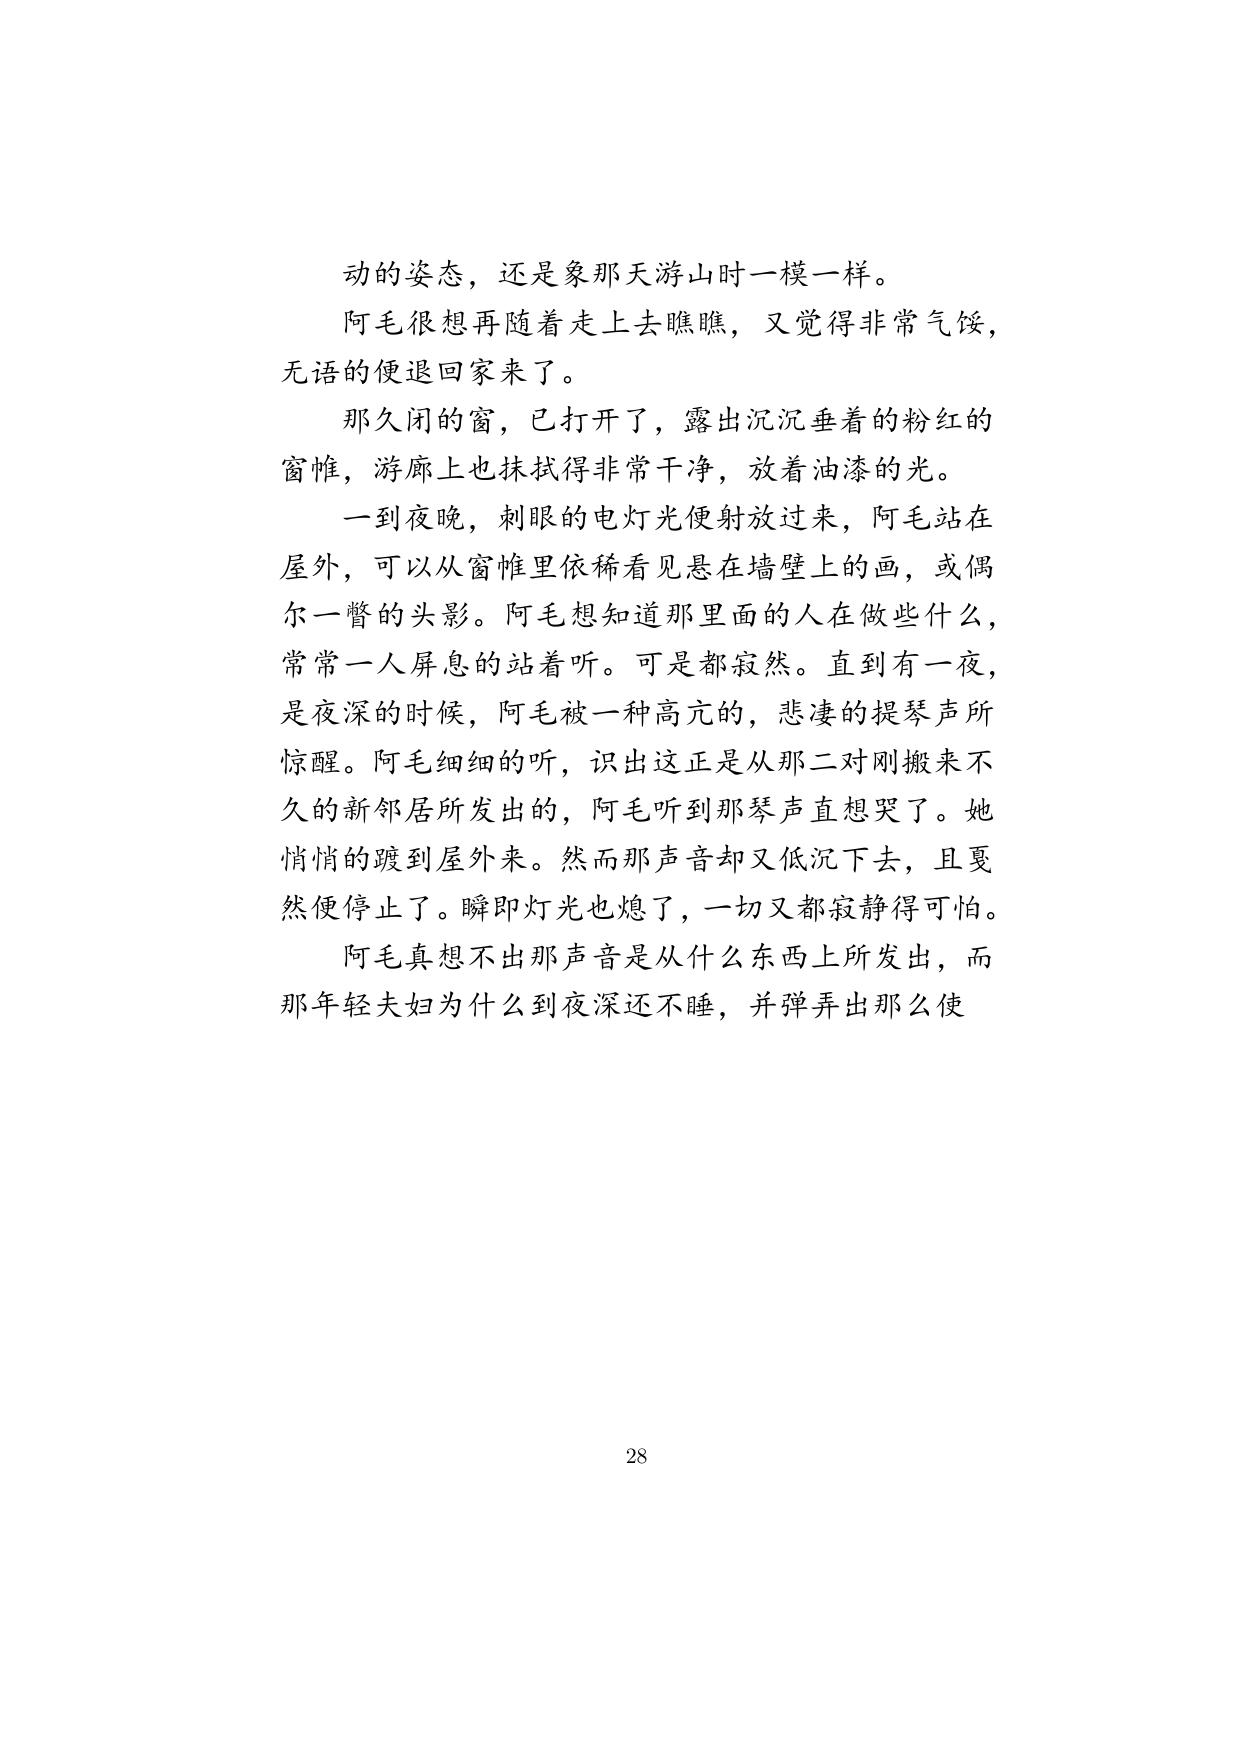 动的姿态，还是象那天游山时一模一样。
阿毛很想再随着走上去瞧瞧，又觉得非常气馁，
无语的便退回家来了。
那久闭的窗，已打开了，露出沉沉垂着的粉红的
窗帷，游廊上也抹拭得非常干净，放着油漆的光。
一到夜晚，刺眼的电灯光便射放过来，阿毛站在
屋外，可以从窗帷里依稀看见悬在墙壁上的画，或偶
尔一瞥的头影。阿毛想知道那里面的人在做些什么，
常常一人屏息的站着听。可是都寂然。直到有一夜，
是夜深的时候，阿毛被一种高亢的，悲凄的提琴声所
惊醒。阿毛细细的听，识出这正是从那二对刚搬来不
久的新邻居所发出的，阿毛听到那琴声直想哭了。她
悄悄的踱到屋外来。然而那声音却又低沉下去，且戛
然便停止了。瞬即灯光也熄了，一切又都寂静得可怕。
阿毛真想不出那声音是从什么东西上所发出，而
那年轻夫妇为什么到夜深还不睡，并弹弄出那么使
28